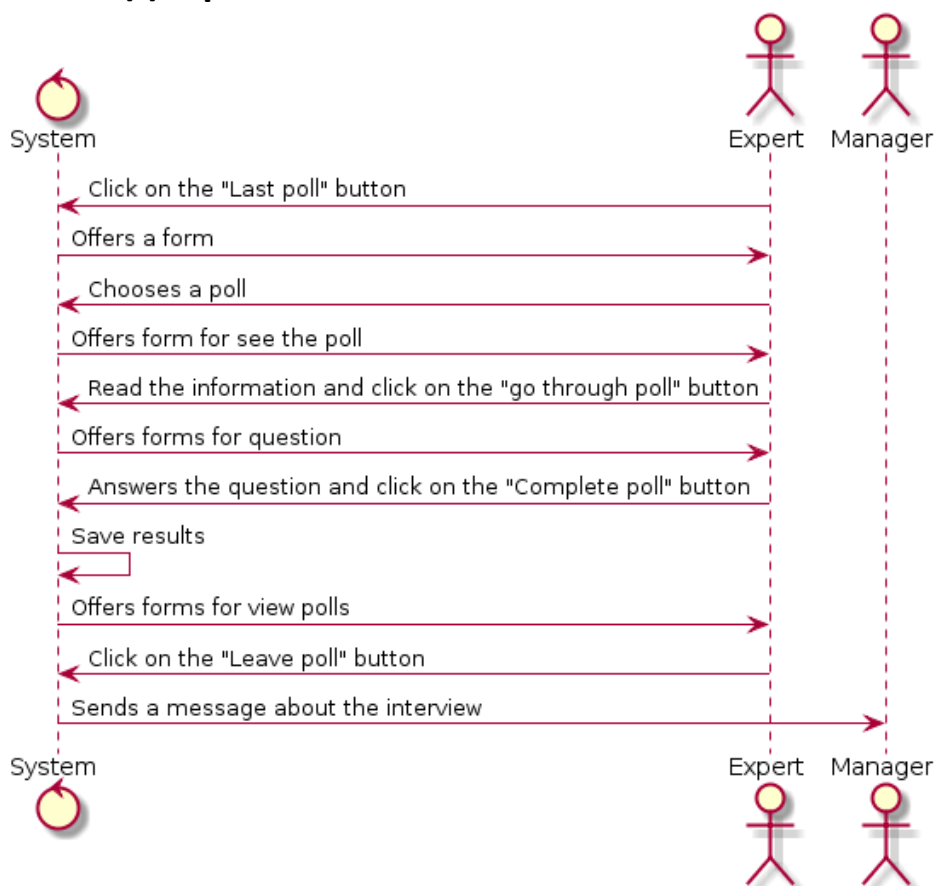 System
Expert
Manager
Click on the "Last poll" button
Offers a form
Chooses a poll
Offers form for see the poll
Read the information and click on the "go through poll" button
Offers forms for question
Answers the question and click on the "Complete poll" button
Save results
Offers forms for view polls
Click on the "Leave poll" button
Sends a message about the interview
System
Expert
Manager